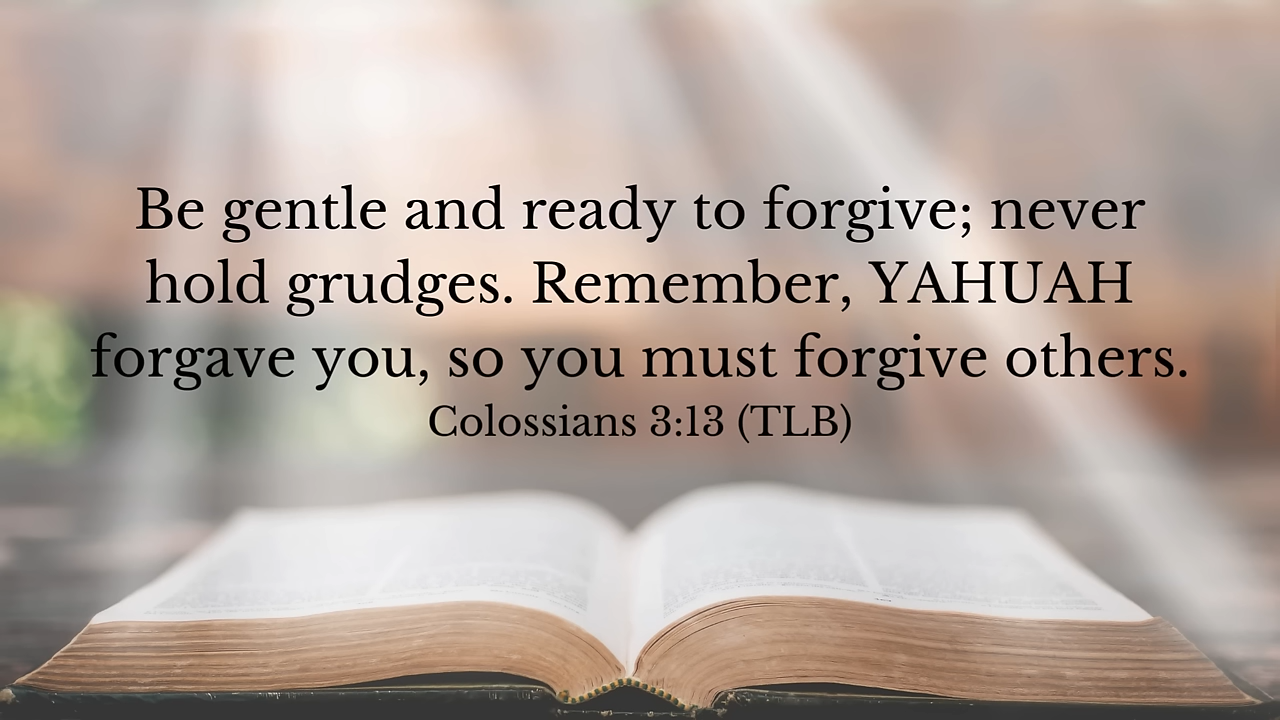 Be gentle and ready to forgive; never
hold grudges. Remember, YAHUAH
forgave you, so you must forgive others.
Colossians 3:13 (TLB)